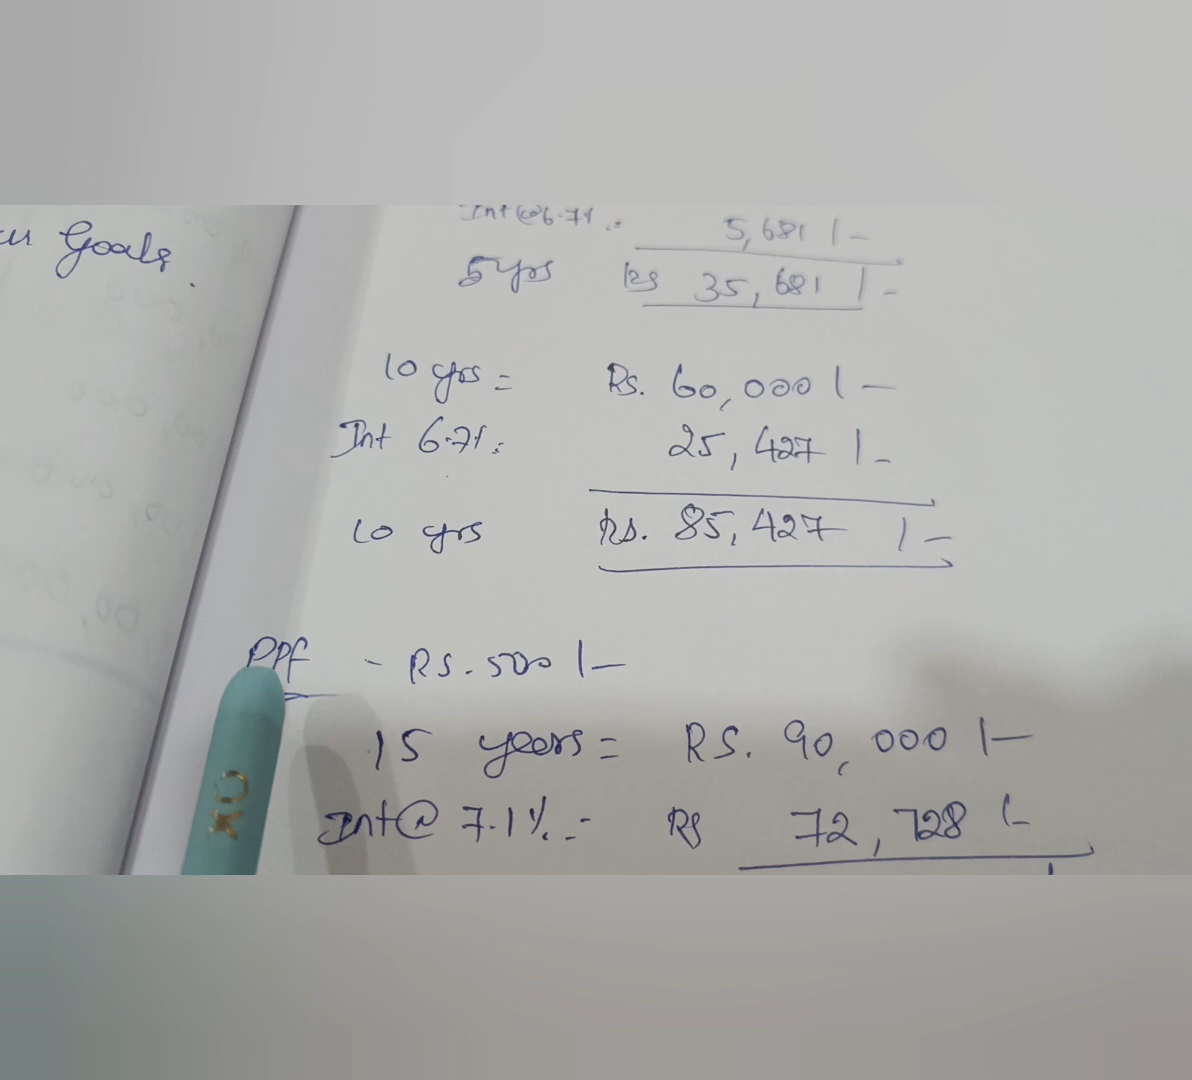 Goals.
Int@6.7% : 5,681 /-
5 yrs Rs 35,681 /-
10 yrs = Rs. 60,000 /-
Int 6.7% : 25,427 /-
10 yrs Rs. 85,427 /-
PPF - RS. 500 /-
15 years = RS. 90,000 /-
Int@ 7.1% :- Rs 72,728 /-